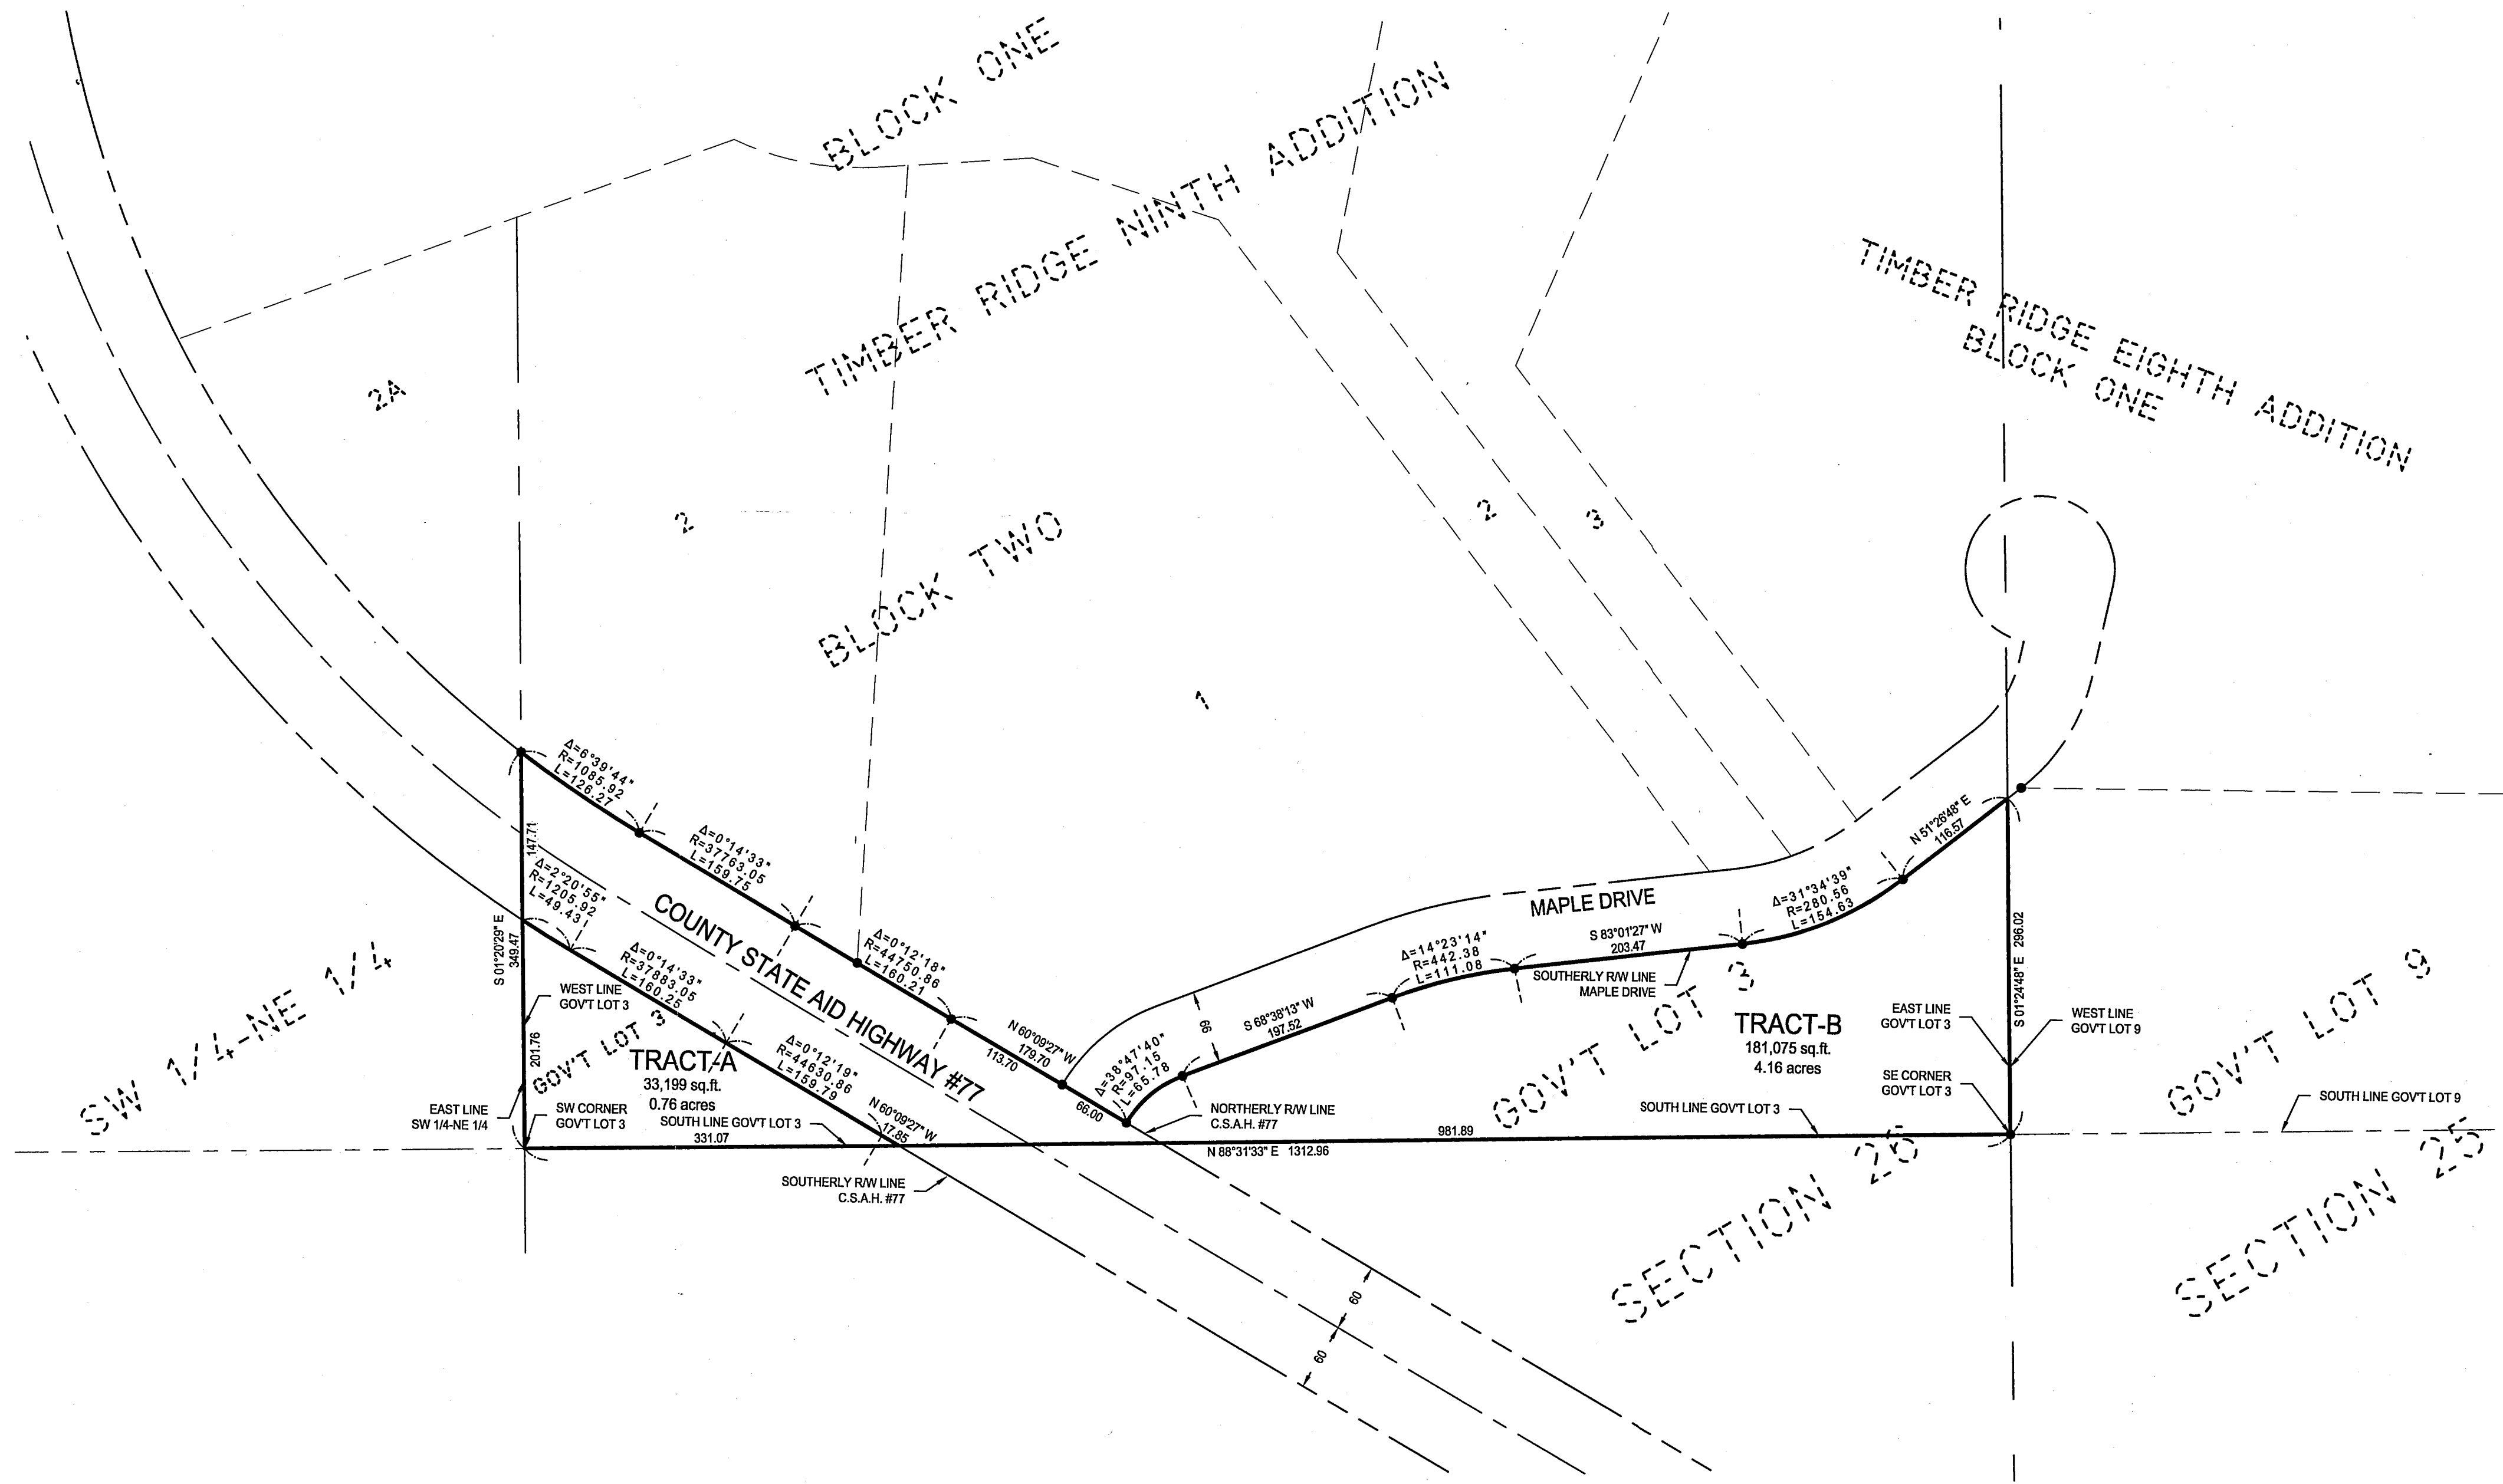 BLOCK ONE
TIMBER RIDGE NINTH ADDITION
TIMBER RIDGE EIGHTH ADDITION
BLOCK ONE
2A
2
BLOCK TWO
1
2
3
Δ=6°39'44"
R=1085.92
L=126.27
Δ=0°14'33"
R=37763.05
L=159.75
Δ=0°12'18"
R=44750.86
L=160.21
N 60°09'27" W
179.70
113.70
66.00
147.71
S 01°20'29" E
349.47
201.76
Δ=2°20'55"
R=1205.92
L=49.43
Δ=0°14'33"
R=37883.05
L=160.25
Δ=0°12'19"
R=44630.86
L=159.79
N 60°09'27" W
17.85
COUNTY STATE AID HIGHWAY #77
WEST LINE
GOV'T LOT 3
GOV'T LOT 3
TRACT-A
33,199 sq.ft.
0.76 acres
EAST LINE
SW 1/4-NE 1/4
SW CORNER
GOV'T LOT 3
SOUTH LINE GOV'T LOT 3
331.07
SW 1/4-NE 1/4
SOUTHERLY R/W LINE
C.S.A.H. #77
Δ=38°47'40"
R=97.15
L=65.78
66
S 68°38'13" W
197.52
Δ=14°23'14"
R=442.38
L=111.08
MAPLE DRIVE
S 83°01'27" W
203.47
SOUTHERLY R/W LINE
MAPLE DRIVE
Δ=31°34'39"
R=280.56
L=154.63
N 51°26'48" E
116.57
S 01°24'48" E 296.02
GOV'T LOT 3
TRACT-B
181,075 sq.ft.
4.16 acres
EAST LINE
GOV'T LOT 3
WEST LINE
GOV'T LOT 9
SE CORNER
GOV'T LOT 3
NORTHERLY R/W LINE
C.S.A.H. #77
SOUTH LINE GOV'T LOT 3
981.89
N 88°31'33" E 1312.96
GOV'T LOT 9
SOUTH LINE GOV'T LOT 9
SECTION 26
SECTION 25
60
60